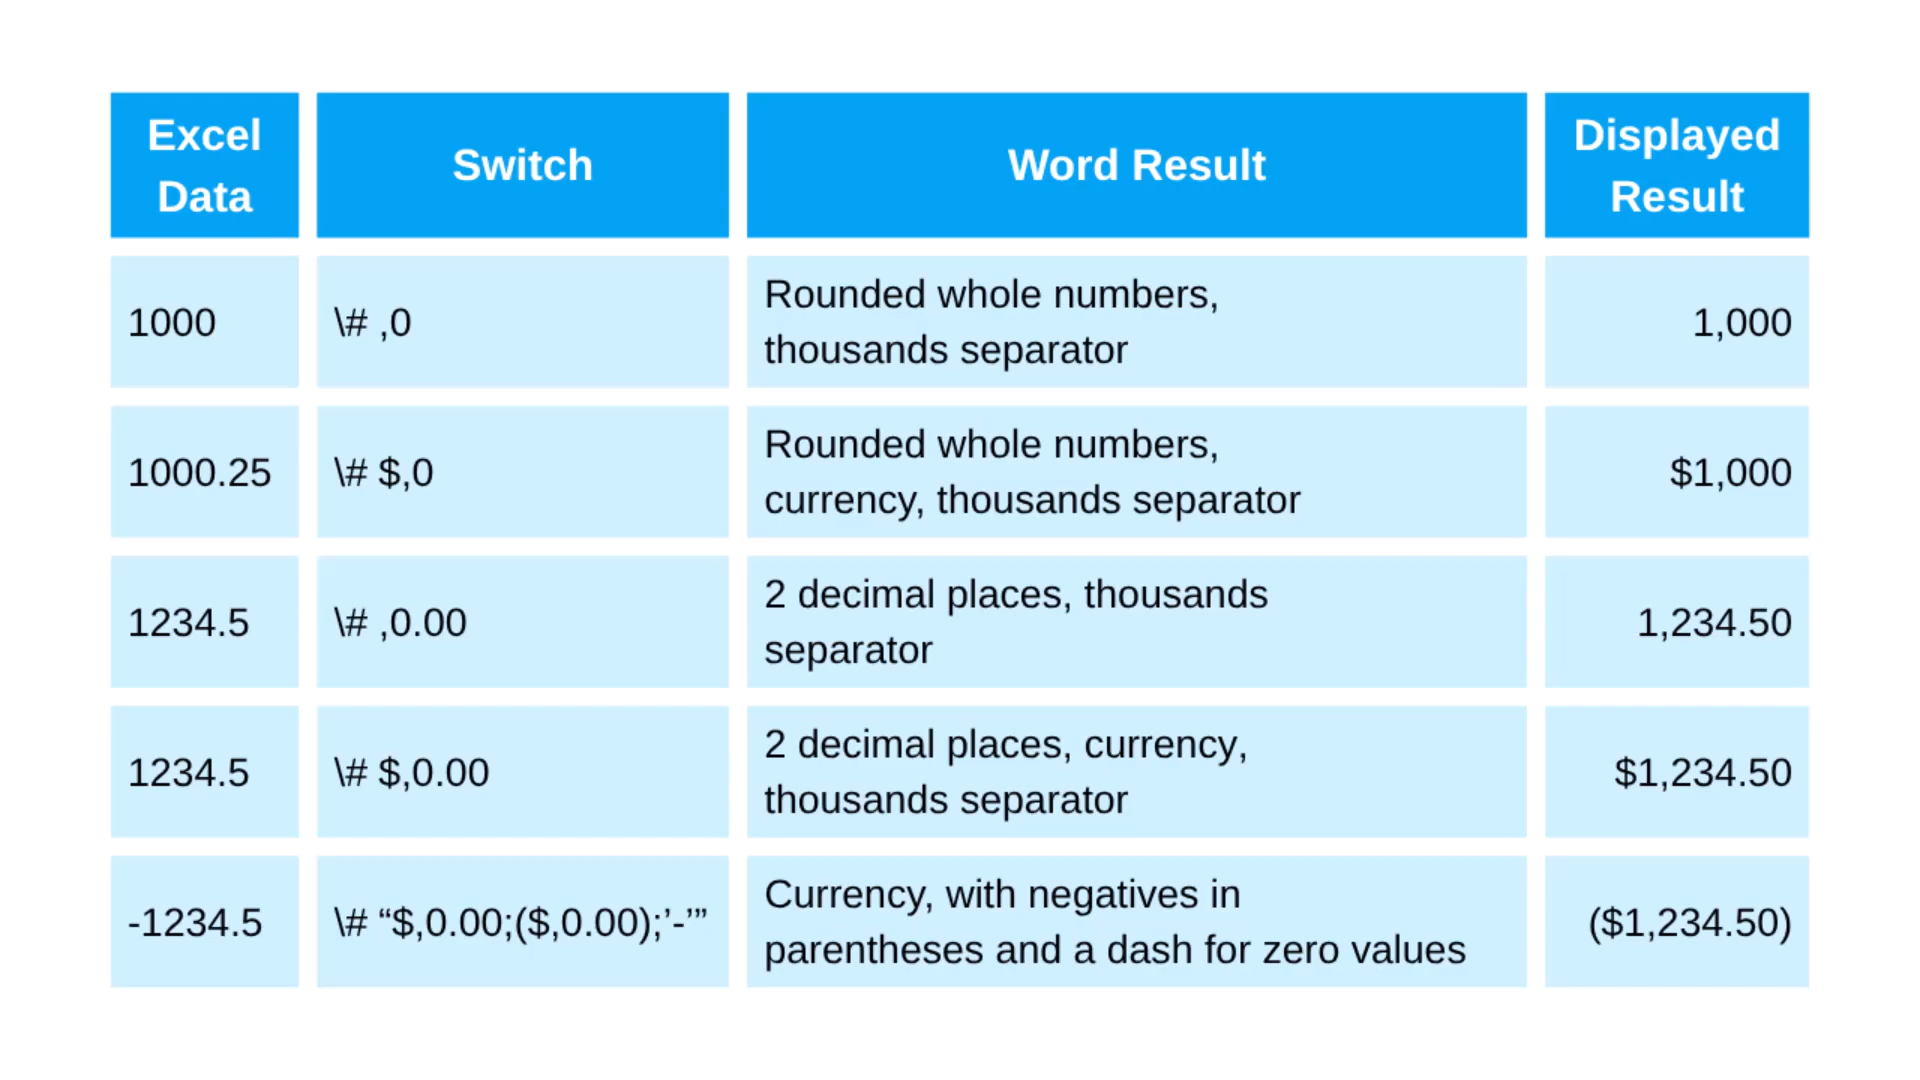 Excel
Data
Switch
Word Result
Displayed
Result
1000
\# ,0
Rounded whole numbers,
thousands separator
1,000
1000.25
\# $,0
Rounded whole numbers,
currency, thousands separator
$1,000
1234.5
\# ,0.00
2 decimal places, thousands
separator
1,234.50
1234.5
\# $,0.00
2 decimal places, currency,
thousands separator
$1,234.50
-1234.5
\# “$,0.00;($,0.00);’-’”
Currency, with negatives in
parentheses and a dash for zero values
($1,234.50)